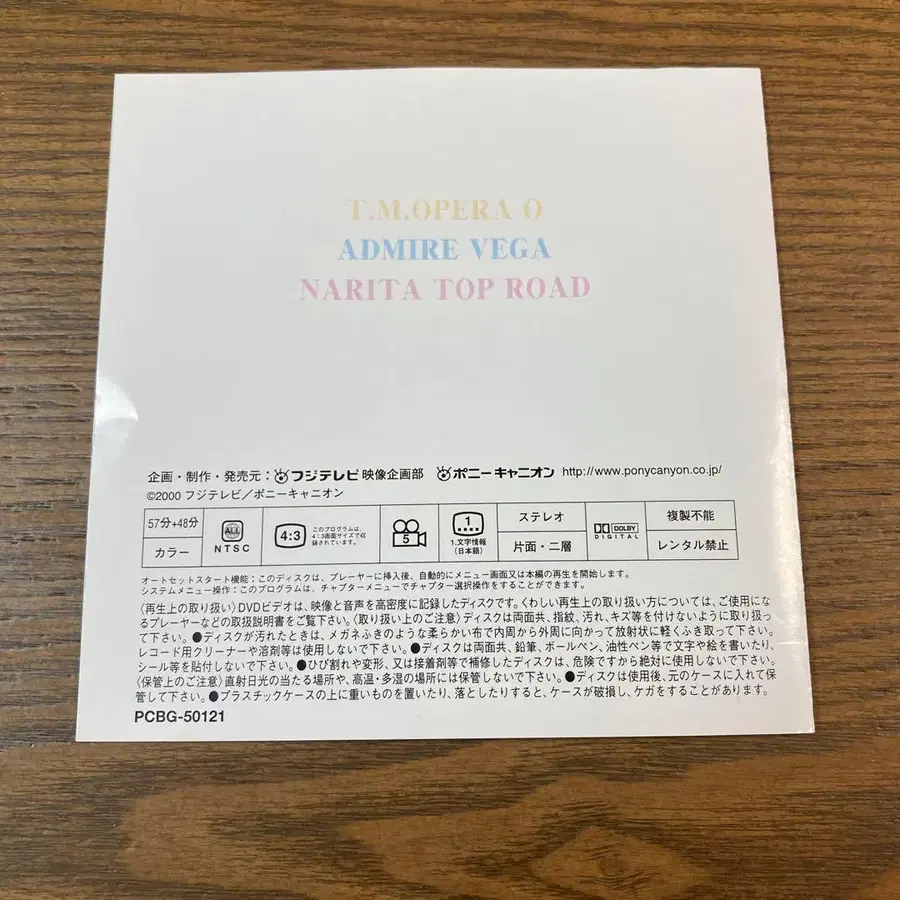 T.M.OPERA O
ADMIRE VEGA
NARITA TOP ROAD
企画・制作・発売元：フジテレビ映像企画部 ポニーキャニオン http://www.ponycanyon.co.jp/
©2000 フジテレビ／ポニーキャニオン
57分+48分
カラー
ALL
NTSC
4:3
このプログラムは、
4:3画面サイズで収
録されています。
5
1
1.文字情報
(日本語)
ステレオ
片面・二層
DOLBY
DIGITAL
複製不能
レンタル禁止
オートセットスタート機能：このディスクは、プレーヤーに挿入後、自動的にメニュー画面又は本編の再生を開始します。
システムメニュー操作：このプログラムは、チャプターメニューでチャプター選択操作をすることができます。
〈再生上の取り扱い〉DVDビデオは、映像と音声を高密度に記録したディスクです。くわしい再生上の取り扱い方については、ご使用にな
るプレーヤーなどの取扱説明書をご覧下さい。〈取り扱い上のご注意〉ディスクは両面共、指紋、汚れ、キズ等を付けないように取り扱っ
て下さい。●ディスクが汚れたときは、メガネふきのような柔らかい布で内周から外周に向かって放射状に軽くふき取って下さい。
レコード用クリーナーや溶剤等は使用しないで下さい。●ディスクは両面共、鉛筆、ボールペン、油性ペン等で文字や絵を書いたり、
シール等を貼付しないで下さい。●ひび割れや変形、又は接着剤等で補修したディスクは、危険ですから絶対に使用しないで下さい。
〈保管上のご注意〉直射日光の当たる場所や、高温・多湿の場所には保管しないで下さい。●ディスクは使用後、元のケースに入れて保
管して下さい。●プラスチックケースの上に重いものを置いたり、落としたりすると、ケースが破損し、ケガをすることがあります。
PCBG-50121